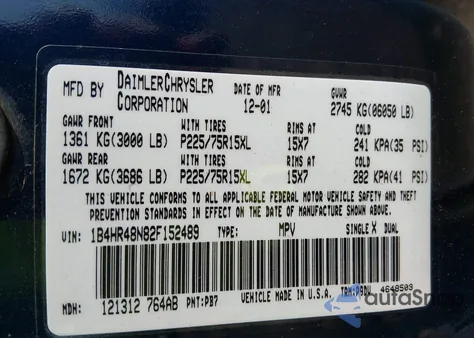 MFD BY DAIMLERCHRYSLER CORPORATION DATE OF MFR 12-01 GVWR 2745 KG(06050 LB)
GAWR FRONT WITH TIRES RIMS AT COLD
1361 KG(3000 LB) P225/75R15XL 15X7 241 KPA(35 PSI)
GAWR REAR WITH TIRES RIMS AT COLD
1672 KG(3686 LB) P225/75R15XL 15X7 282 KPA(41 PSI)
THIS VEHICLE CONFORMS TO ALL APPLICABLE FEDERAL MOTOR VEHICLE SAFETY AND THEFT
PREVENTION STANDARDS IN EFFECT ON THE DATE OF MANUFACTURE SHOWN ABOVE.
VIN: 1B4HR48N82F152489 TYPE: MPV SINGLE X DUAL
MDH: 121312 764AB PNT:PB7 VEHICLE MADE IN U.S.A. 4648503